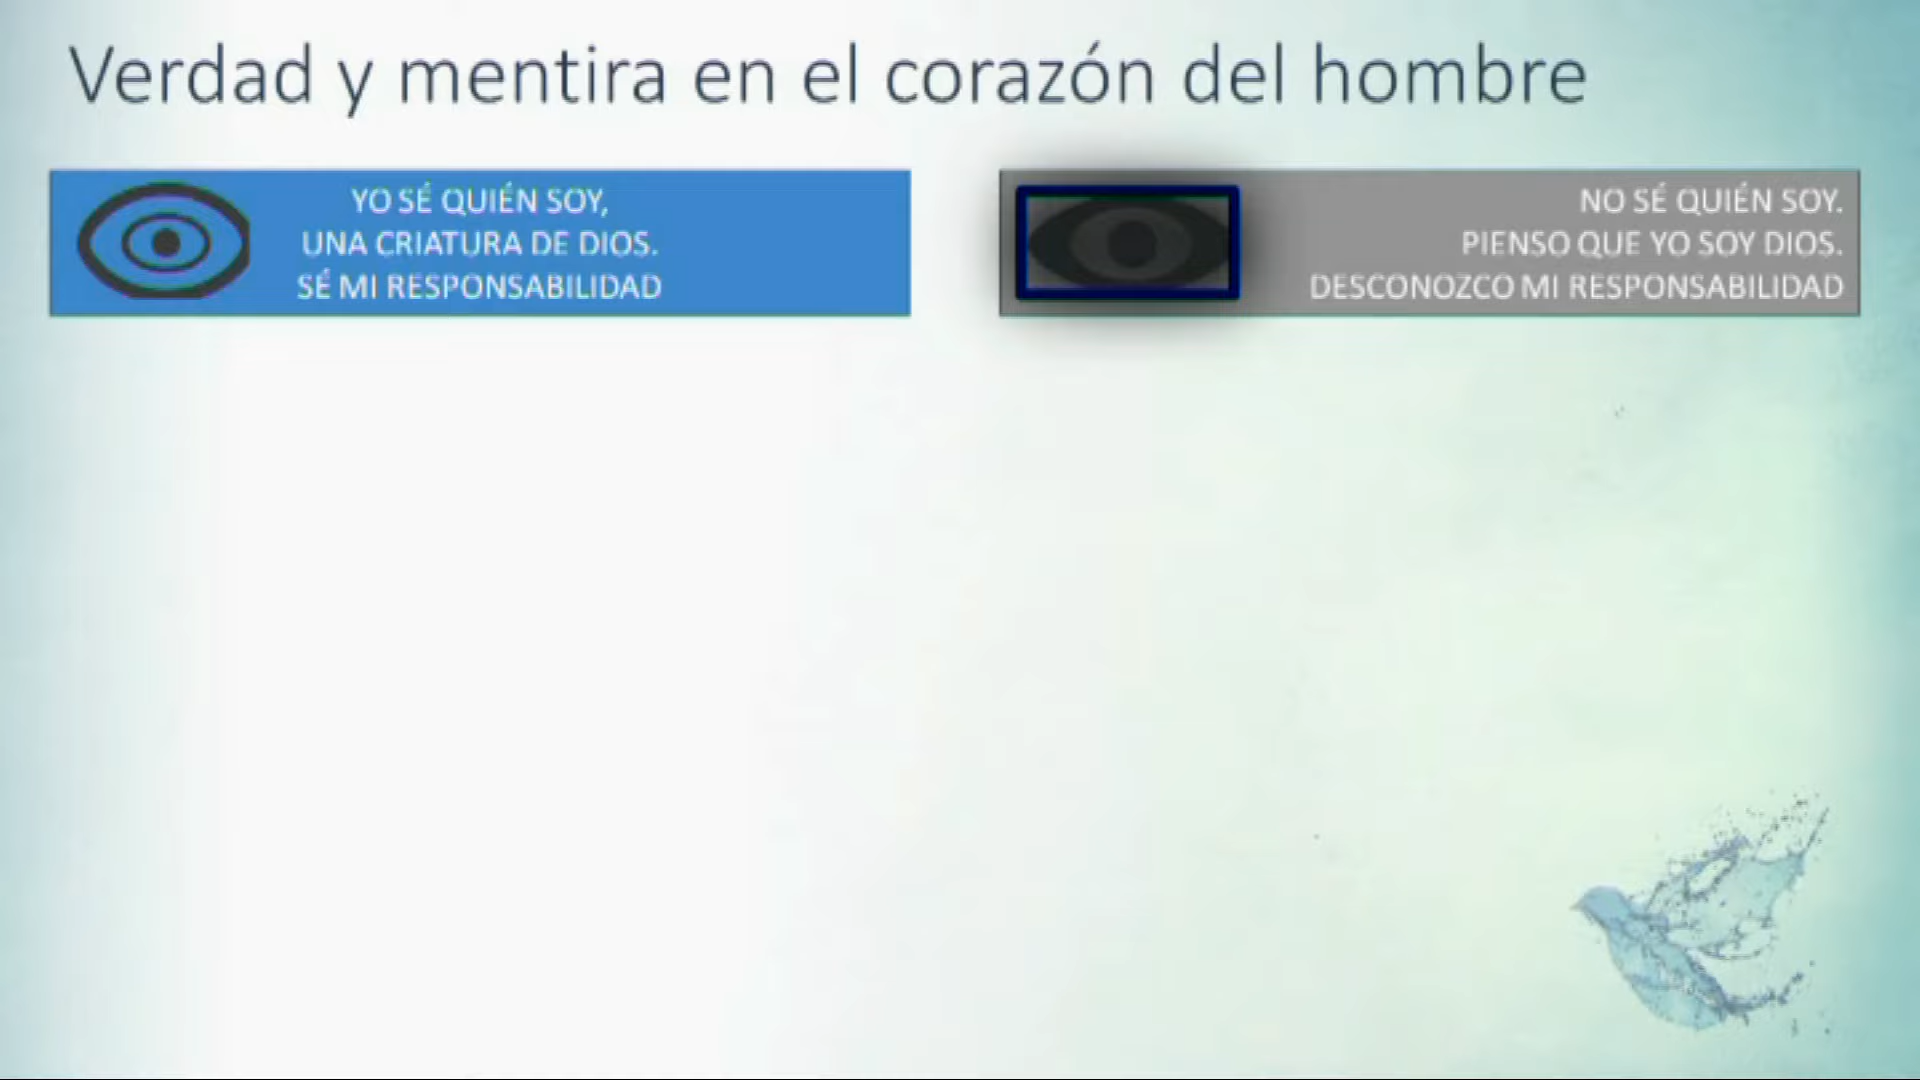 Verdad y mentira en el corazón del hombre
YO SÉ QUIÉN SOY,
UNA CRIATURA DE DIOS.
SÉ MI RESPONSABILIDAD
NO SÉ QUIÉN SOY.
PIENSO QUE YO SOY DIOS.
DESCONOZCO MI RESPONSABILIDAD